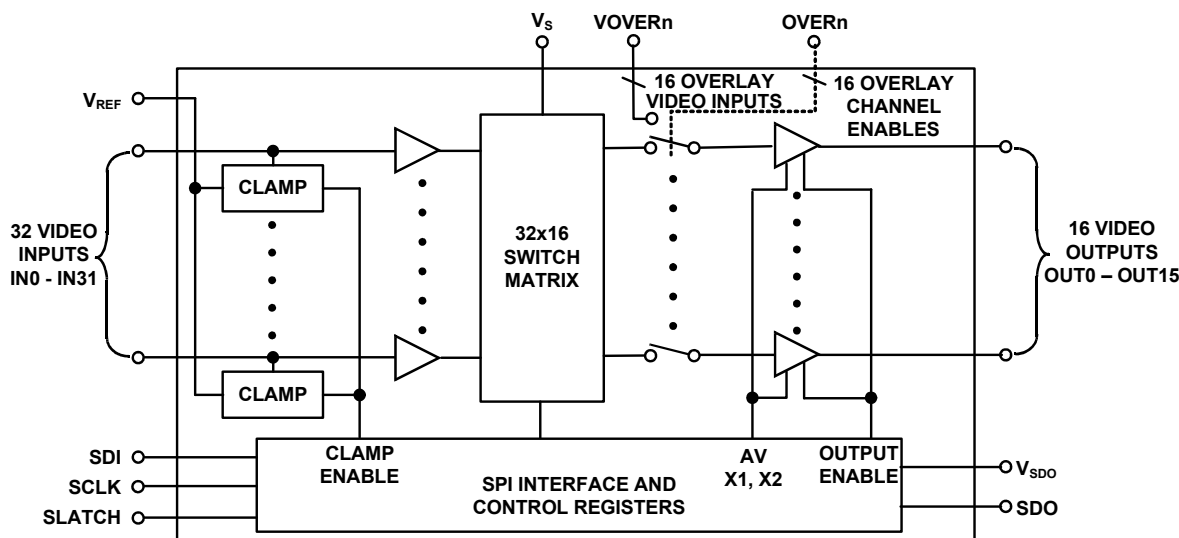 VS
VOVERn
OVERn
16 OVERLAY
VIDEO INPUTS
16 OVERLAY
CHANNEL
ENABLES
VREF
CLAMP
32 VIDEO
INPUTS
IN0 - IN31
32x16
SWITCH
MATRIX
16 VIDEO
OUTPUTS
OUT0 – OUT15
CLAMP
SDI
SCLK
SLATCH
CLAMP
ENABLE
SPI INTERFACE AND
CONTROL REGISTERS
AV
X1, X2
OUTPUT
ENABLE
VSDO
SDO